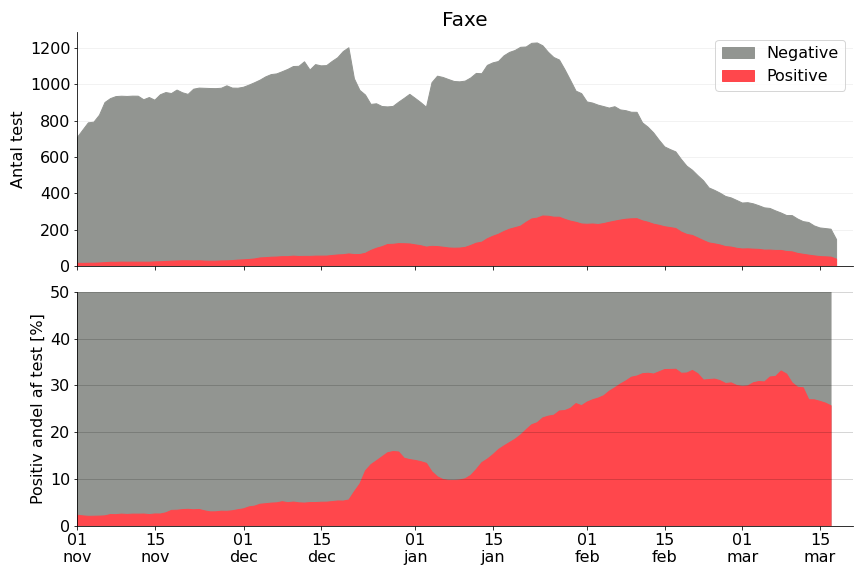 Faxe
Antal test
1200
1000
800
600
400
200
0
Negative
Positive
Positiv andel af test [%]
50
40
30
20
10
0
01 15 01 15 01 15 01 15 01 15
nov nov dec dec jan jan feb feb mar mar